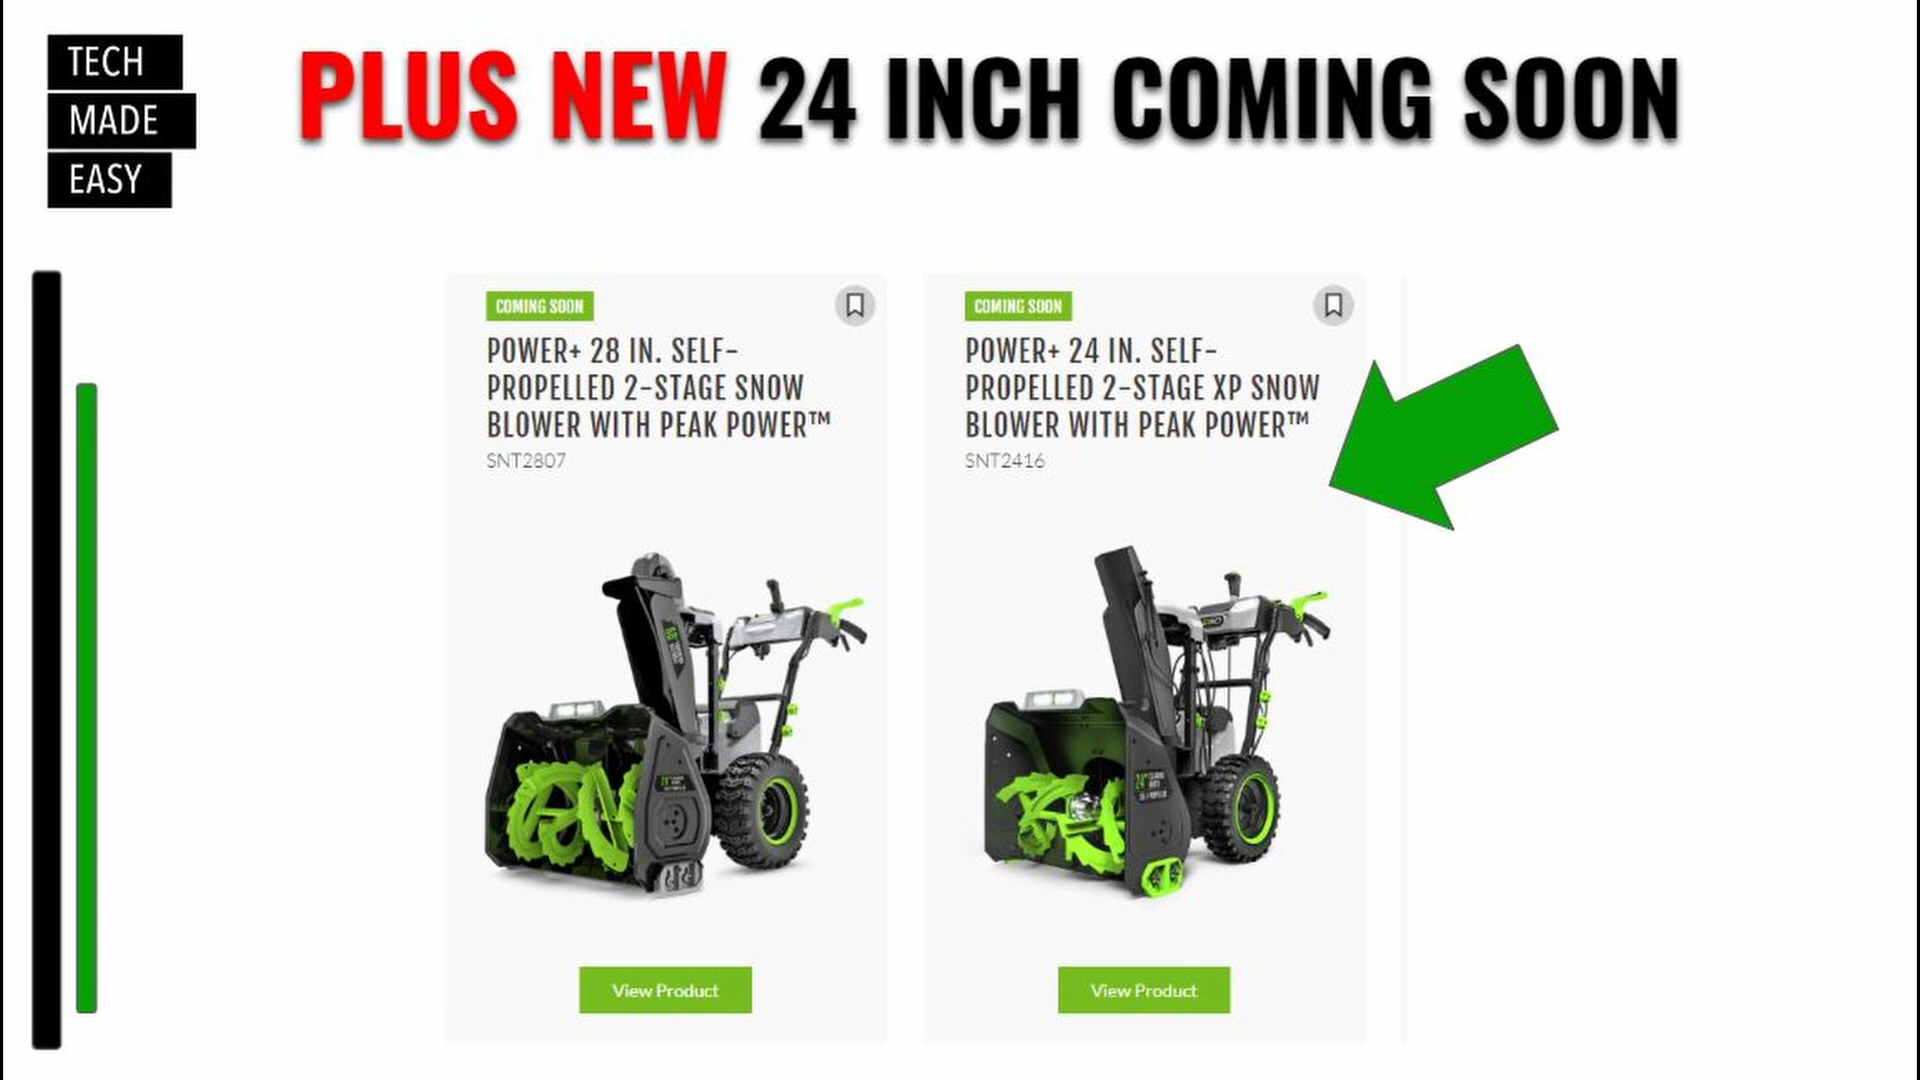 TECH
MADE
EASY
PLUS NEW 24 INCH COMING SOON
COMING SOON
POWER+ 28 IN. SELF-
PROPELLED 2-STAGE SNOW
BLOWER WITH PEAK POWER™
SNT2807
View Product
COMING SOON
POWER+ 24 IN. SELF-
PROPELLED 2-STAGE XP SNOW
BLOWER WITH PEAK POWER™
SNT2416
24"
View Product